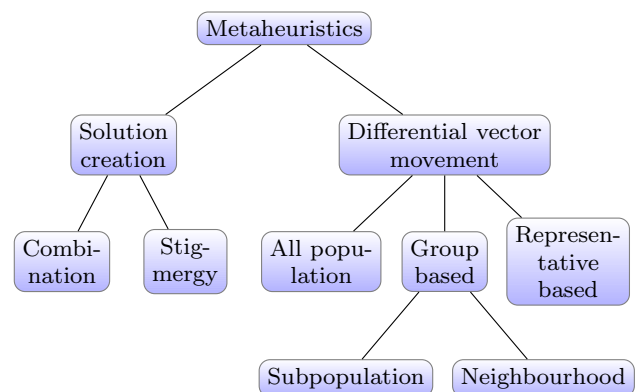 Metaheuristics
Solution
creation
Differential vector
movement
Combi-
nation
Stig-
mergy
All popu-
lation
Group
based
Represen-
tative
based
Subpopulation
Neighbourhood